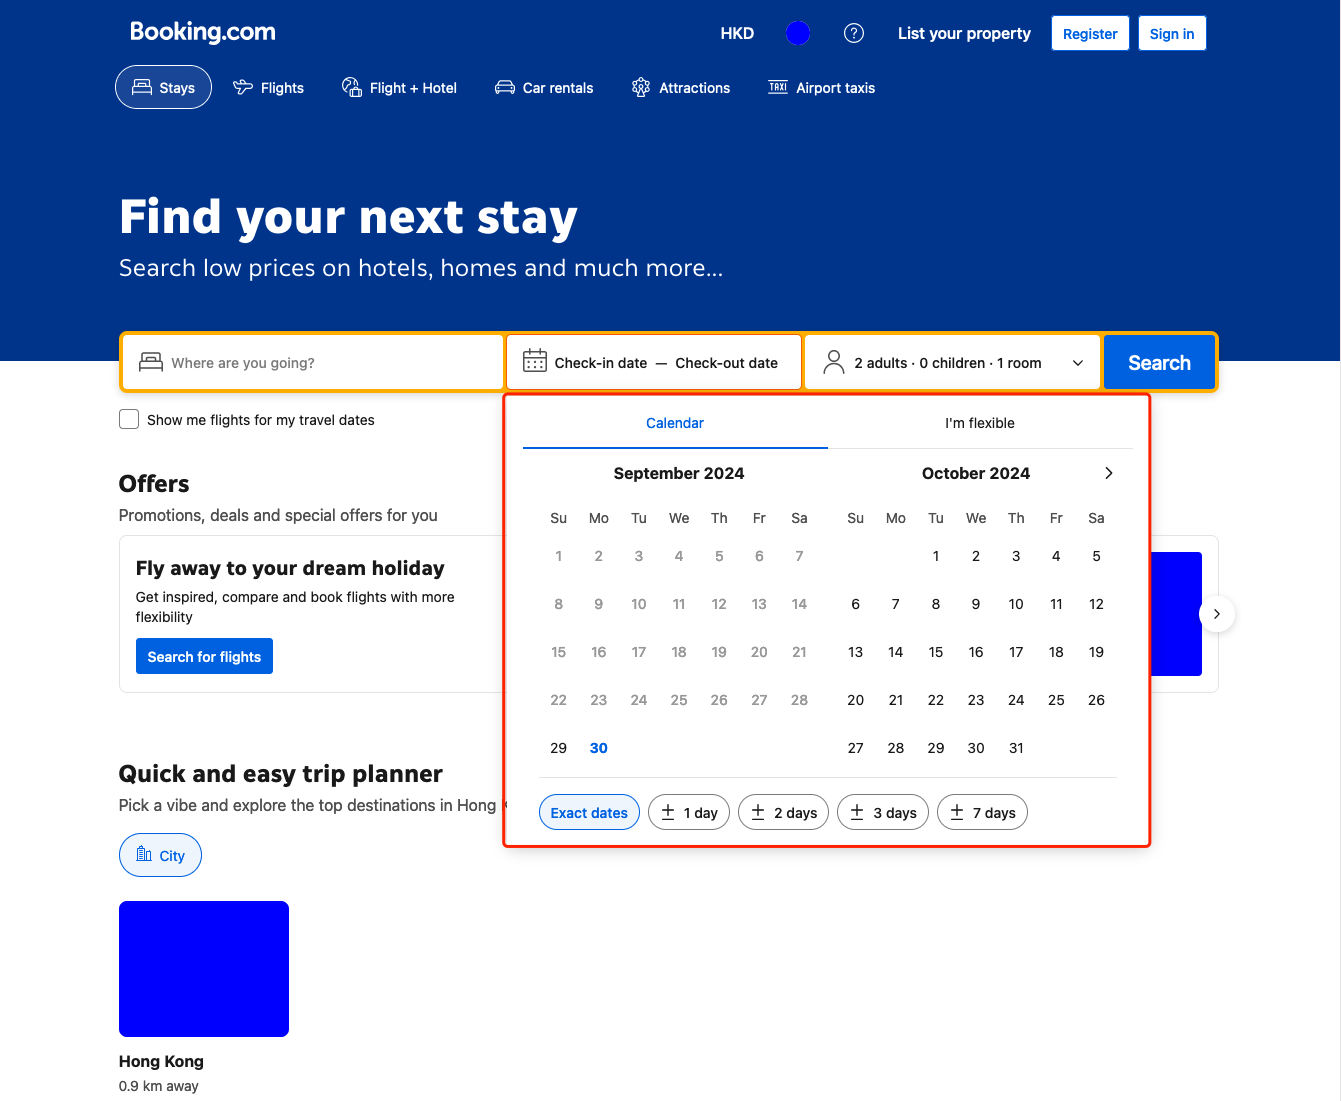 Booking.com
HKD
?
List your property
Register
Sign in
Stays
Flights
Flight + Hotel
Car rentals
Attractions
TAXI
Airport taxis
Find your next stay
Search low prices on hotels, homes and much more...
Where are you going?
Check-in date — Check-out date
2 adults · 0 children · 1 room
Search
Show me flights for my travel dates
Calendar
I'm flexible
September 2024
Su Mo Tu We Th Fr Sa
1 2 3 4 5 6 7
8 9 10 11 12 13 14
15 16 17 18 19 20 21
22 23 24 25 26 27 28
29 30
October 2024
Su Mo Tu We Th Fr Sa
1 2 3 4 5
6 7 8 9 10 11 12
13 14 15 16 17 18 19
20 21 22 23 24 25 26
27 28 29 30 31
Exact dates
± 1 day
± 2 days
± 3 days
± 7 days
Offers
Promotions, deals and special offers for you
Fly away to your dream holiday
Get inspired, compare and book flights with more
flexibility
Search for flights
Quick and easy trip planner
Pick a vibe and explore the top destinations in Hong
City
Hong Kong
0.9 km away